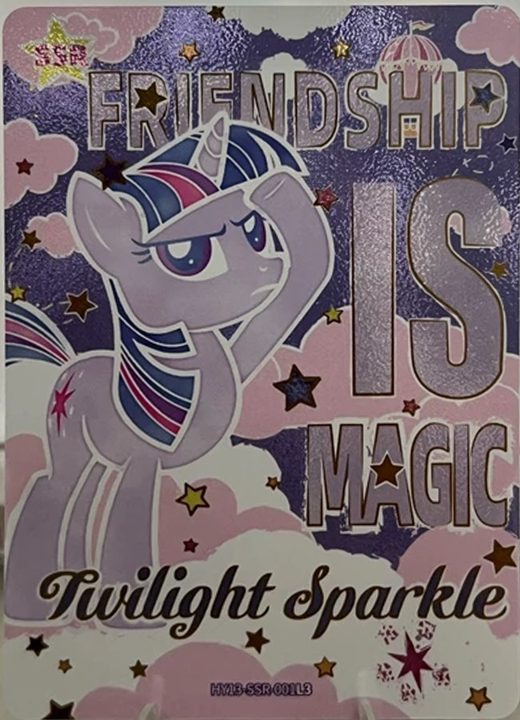 SSR
FRIENDSHIP
IS
MAGIC
Twilight Sparkle
HY13-SSR-001L3